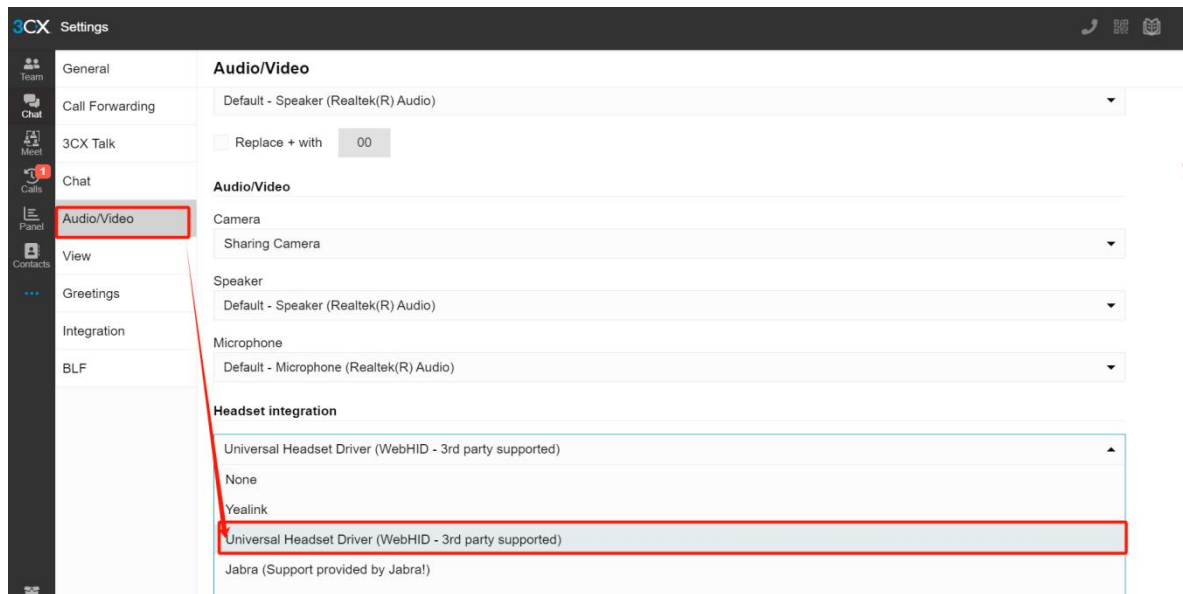 3CX Settings
Team
Chat
Meet
1
Calls
Panel
Contacts
General
Call Forwarding
3CX Talk
Chat
Audio/Video
View
Greetings
Integration
BLF
Audio/Video
Default - Speaker (Realtek(R) Audio)
Replace + with 00
Audio/Video
Camera
Sharing Camera
Speaker
Default - Speaker (Realtek(R) Audio)
Microphone
Default - Microphone (Realtek(R) Audio)
Headset integration
Universal Headset Driver (WebHID - 3rd party supported)
None
Yealink
Universal Headset Driver (WebHID - 3rd party supported)
Jabra (Support provided by Jabra!)